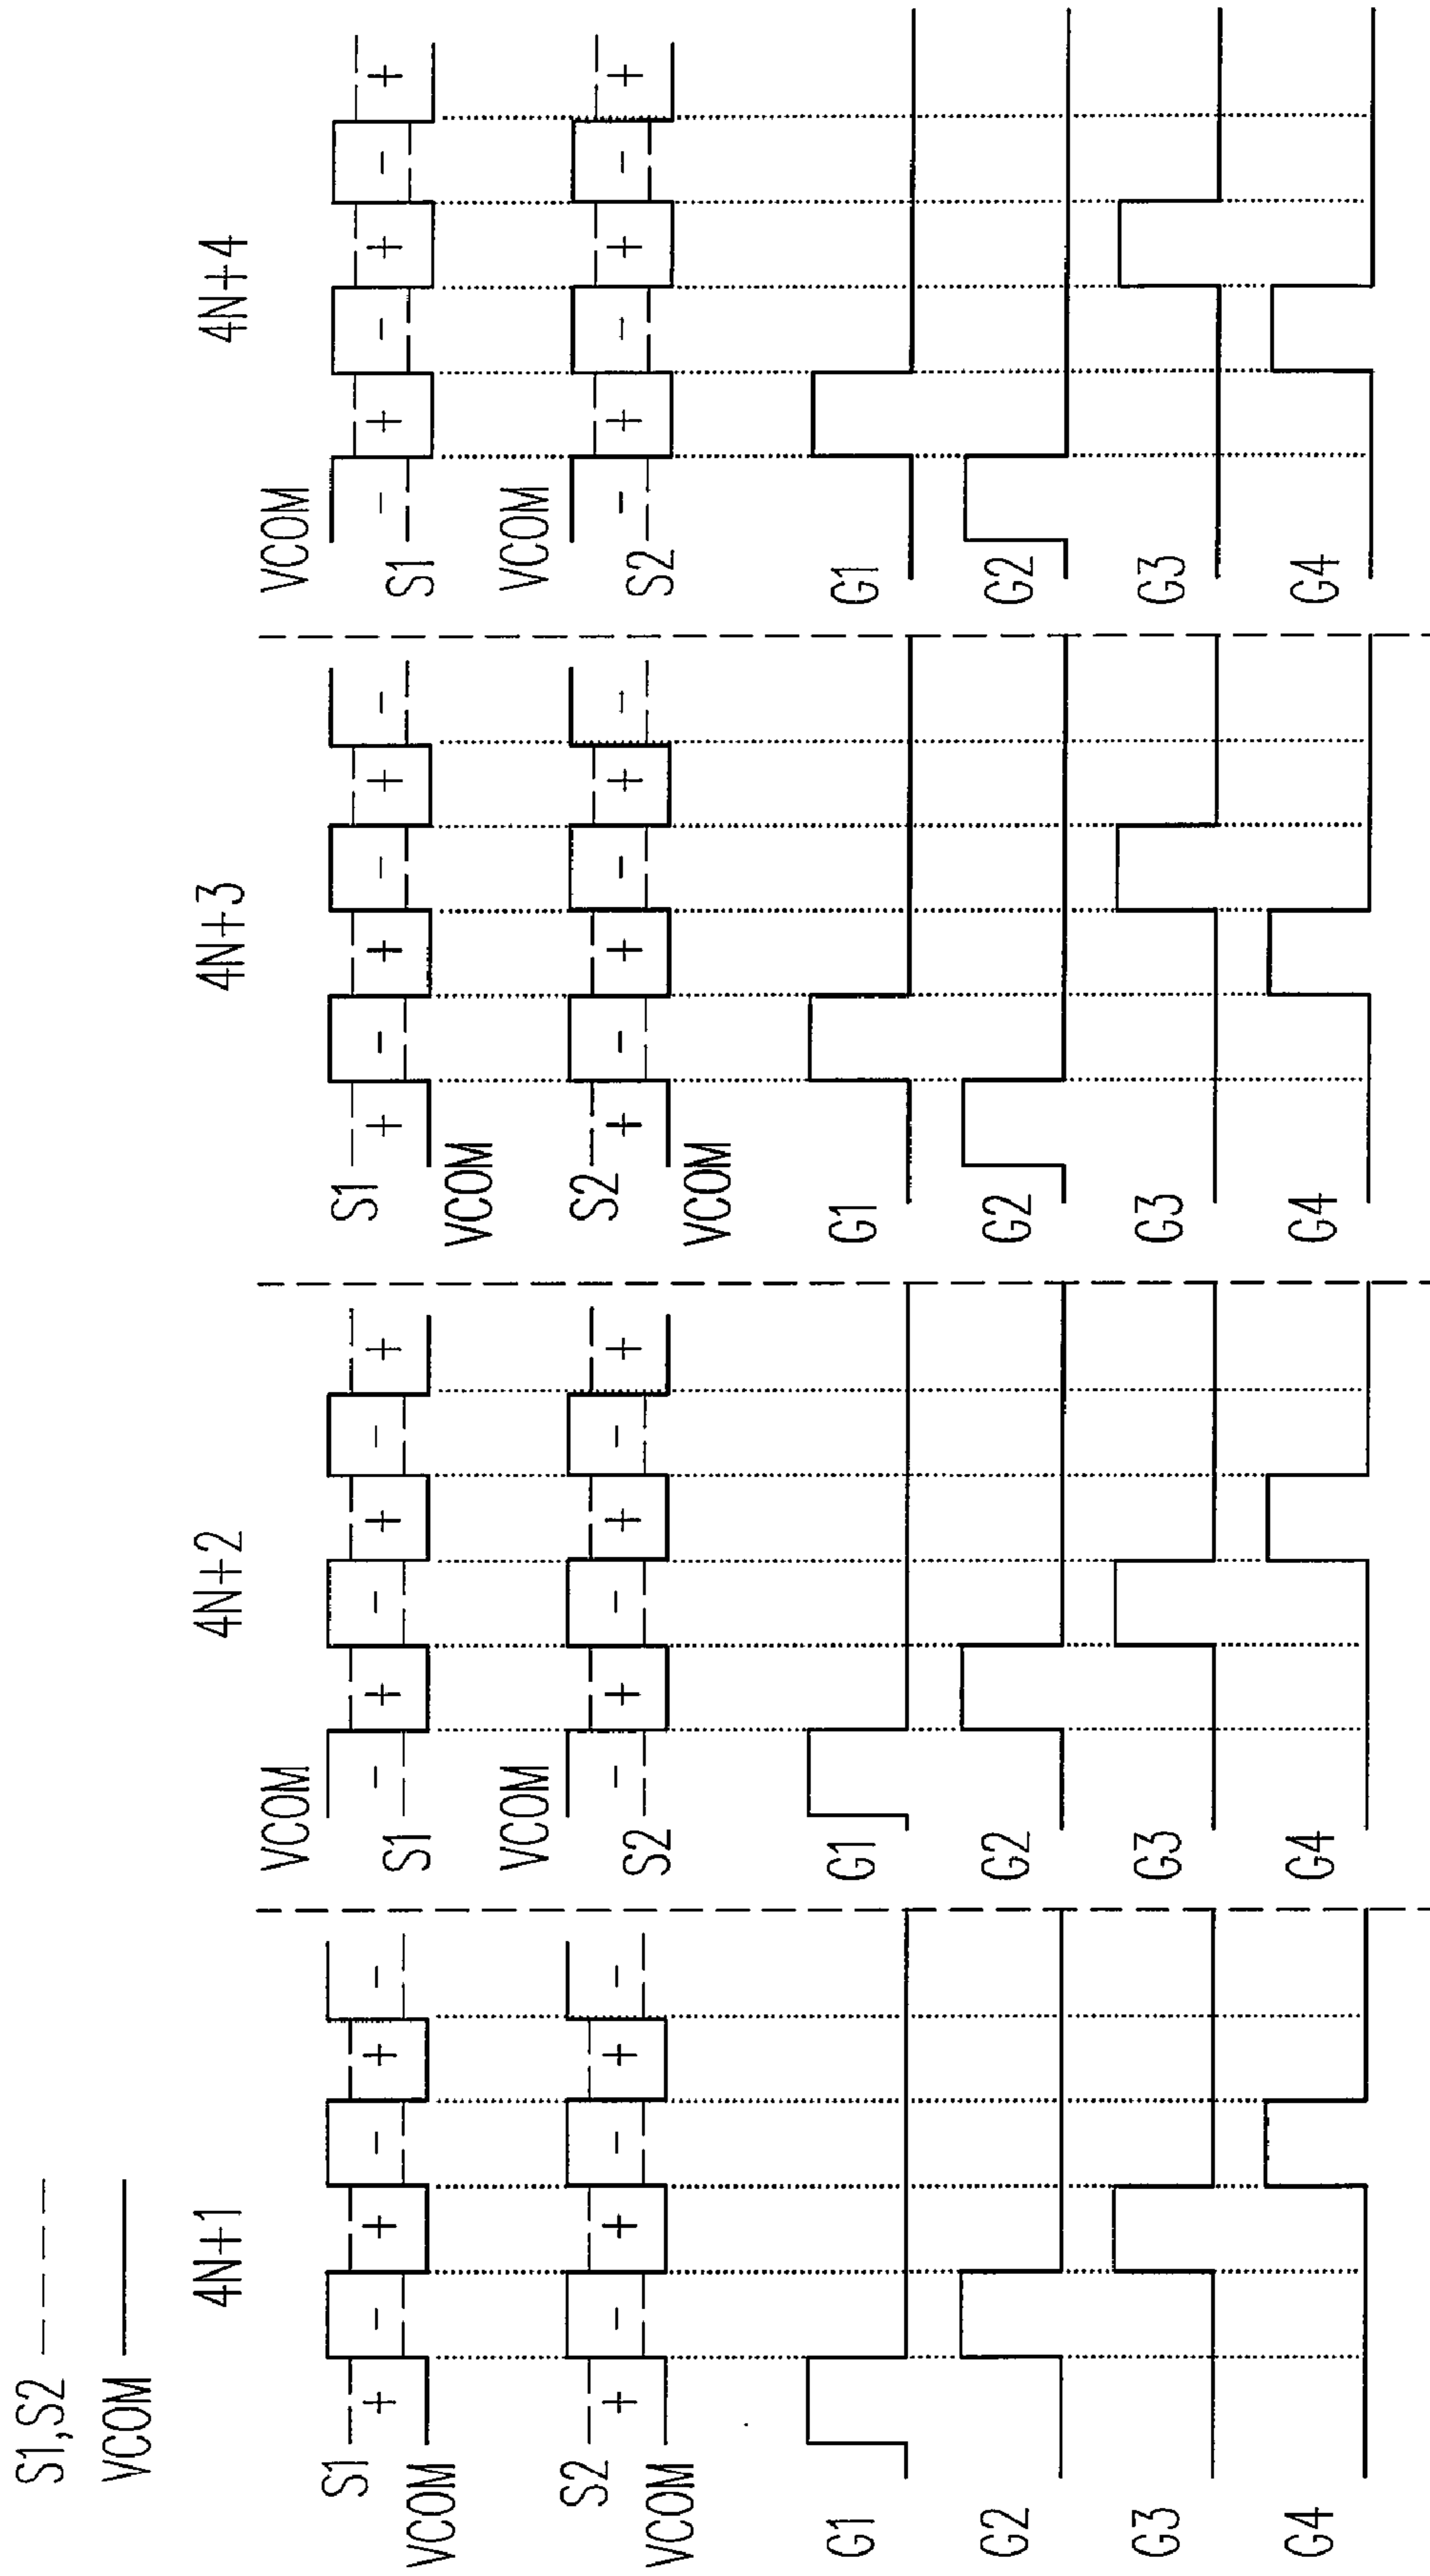 S1,S2
VCOM
4N+1
S1
+ - + - + -
VCOM
S2
+ - + - + -
VCOM
G1
G2
G3
G4
4N+2
VCOM
- + - + - +
S1
VCOM
- + - + - +
S2
G1
G2
G3
G4
4N+3
S1
+ - + - + -
VCOM
S2
+ - + - + -
VCOM
G1
G2
G3
G4
4N+4
VCOM
- + - + - +
S1
VCOM
- + - + - +
S2
G1
G2
G3
G4